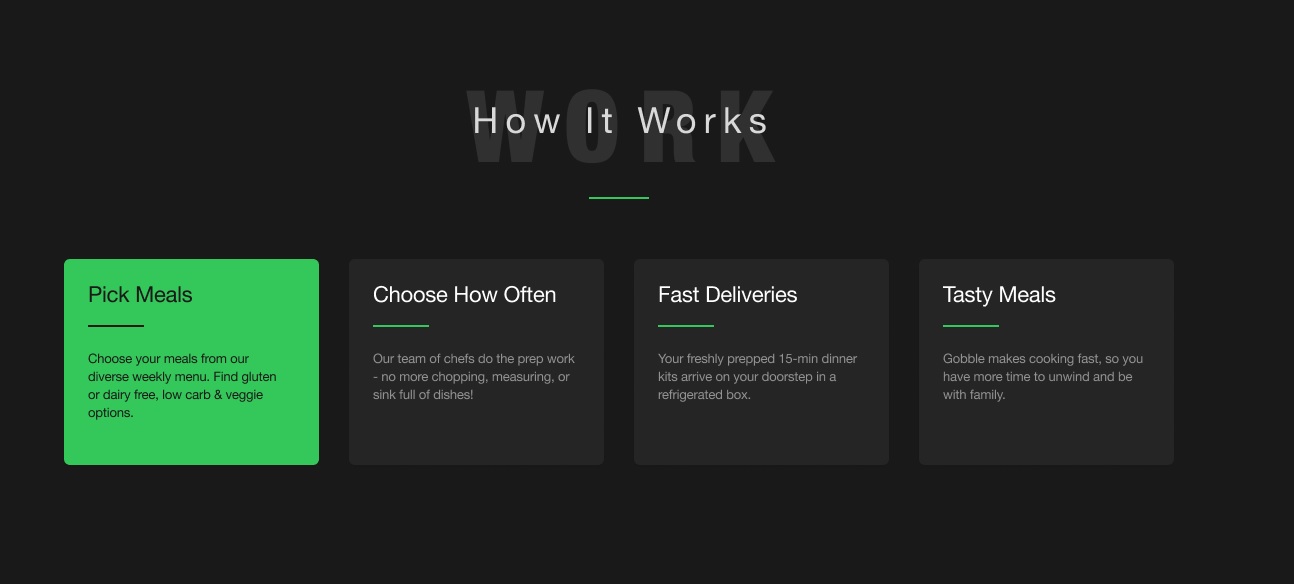 WORK
How It Works
Pick Meals
Choose your meals from our
diverse weekly menu. Find gluten
or dairy free, low carb & veggie
options.
Choose How Often
Our team of chefs do the prep work
- no more chopping, measuring, or
sink full of dishes!
Fast Deliveries
Your freshly prepped 15-min dinner
kits arrive on your doorstep in a
refrigerated box.
Tasty Meals
Gobble makes cooking fast, so you
have more time to unwind and be
with family.